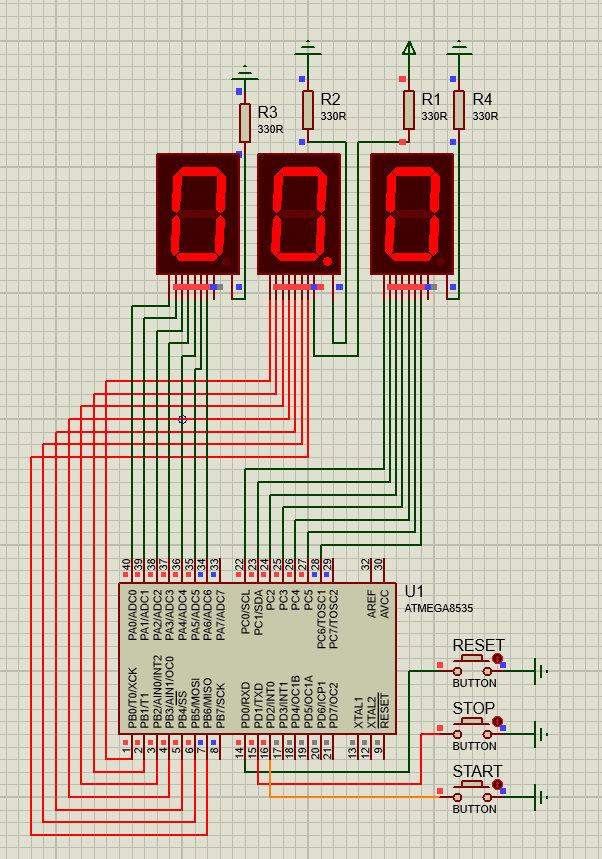 R3
330R
R2
330R
R1
330R
R4
330R
40
39
38
37
36
35
34
33
22
23
24
25
26
27
28
29
32
30
U1
ATMEGA8535
PA0/ADC0
PA1/ADC1
PA2/ADC2
PA3/ADC3
PA4/ADC4
PA5/ADC5
PA6/ADC6
PA7/ADC7
PC0/SCL
PC1/SDA
PC2
PC3
PC4
PC5
PC6/TOSC1
PC7/TOSC2
AREF
AVCC
PB0/T0/XCK
PB1/T1
PB2/AIN0/INT2
PB3/AIN1/OC0
PB4/SS
PB5/MOSI
PB6/MISO
PB7/SCK
PD0/RXD
PD1/TXD
PD2/INT0
PD3/INT1
PD4/OC1B
PD5/OC1A
PD6/ICP1
PD7/OC2
XTAL1
XTAL2
RESET
1
2
3
4
5
6
7
8
14
15
16
17
18
19
20
21
13
12
9
RESET
BUTTON
STOP
BUTTON
START
BUTTON